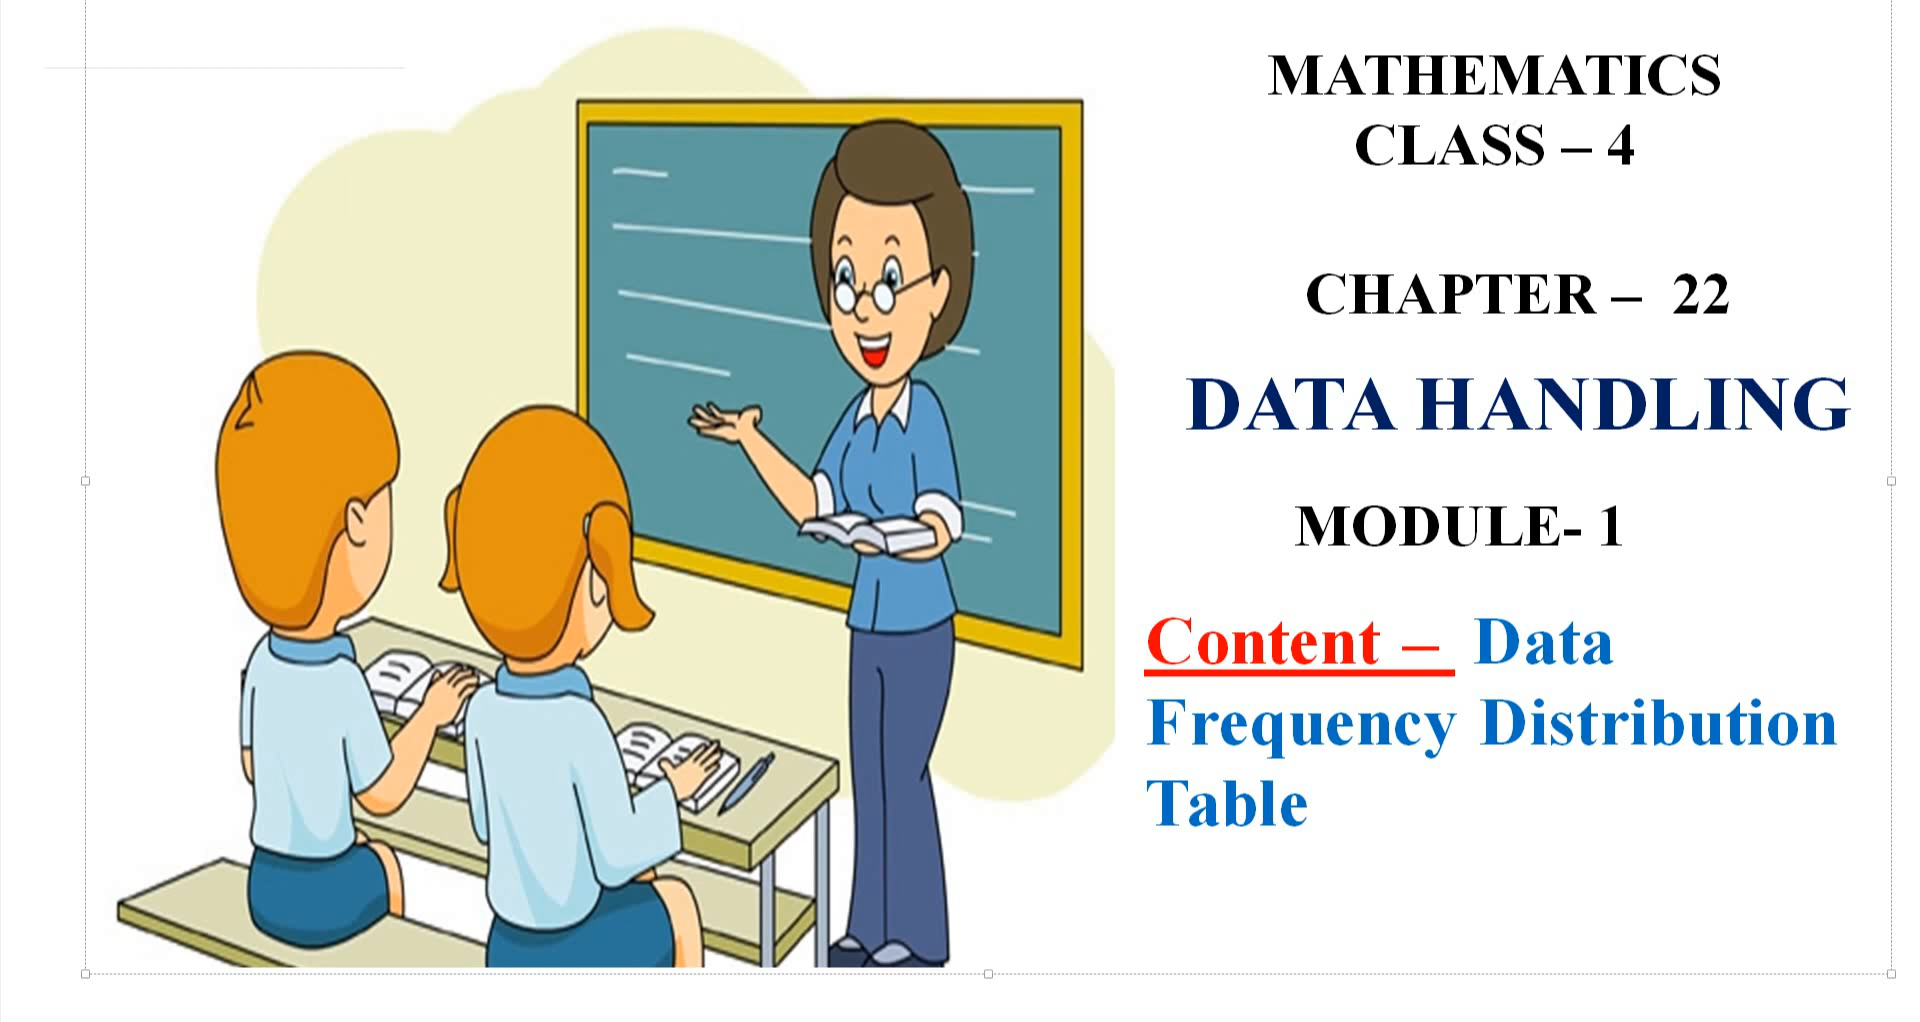 MATHEMATICS
CLASS – 4
CHAPTER – 22
DATA HANDLING
MODULE- 1
Content – Data
Frequency Distribution
Table